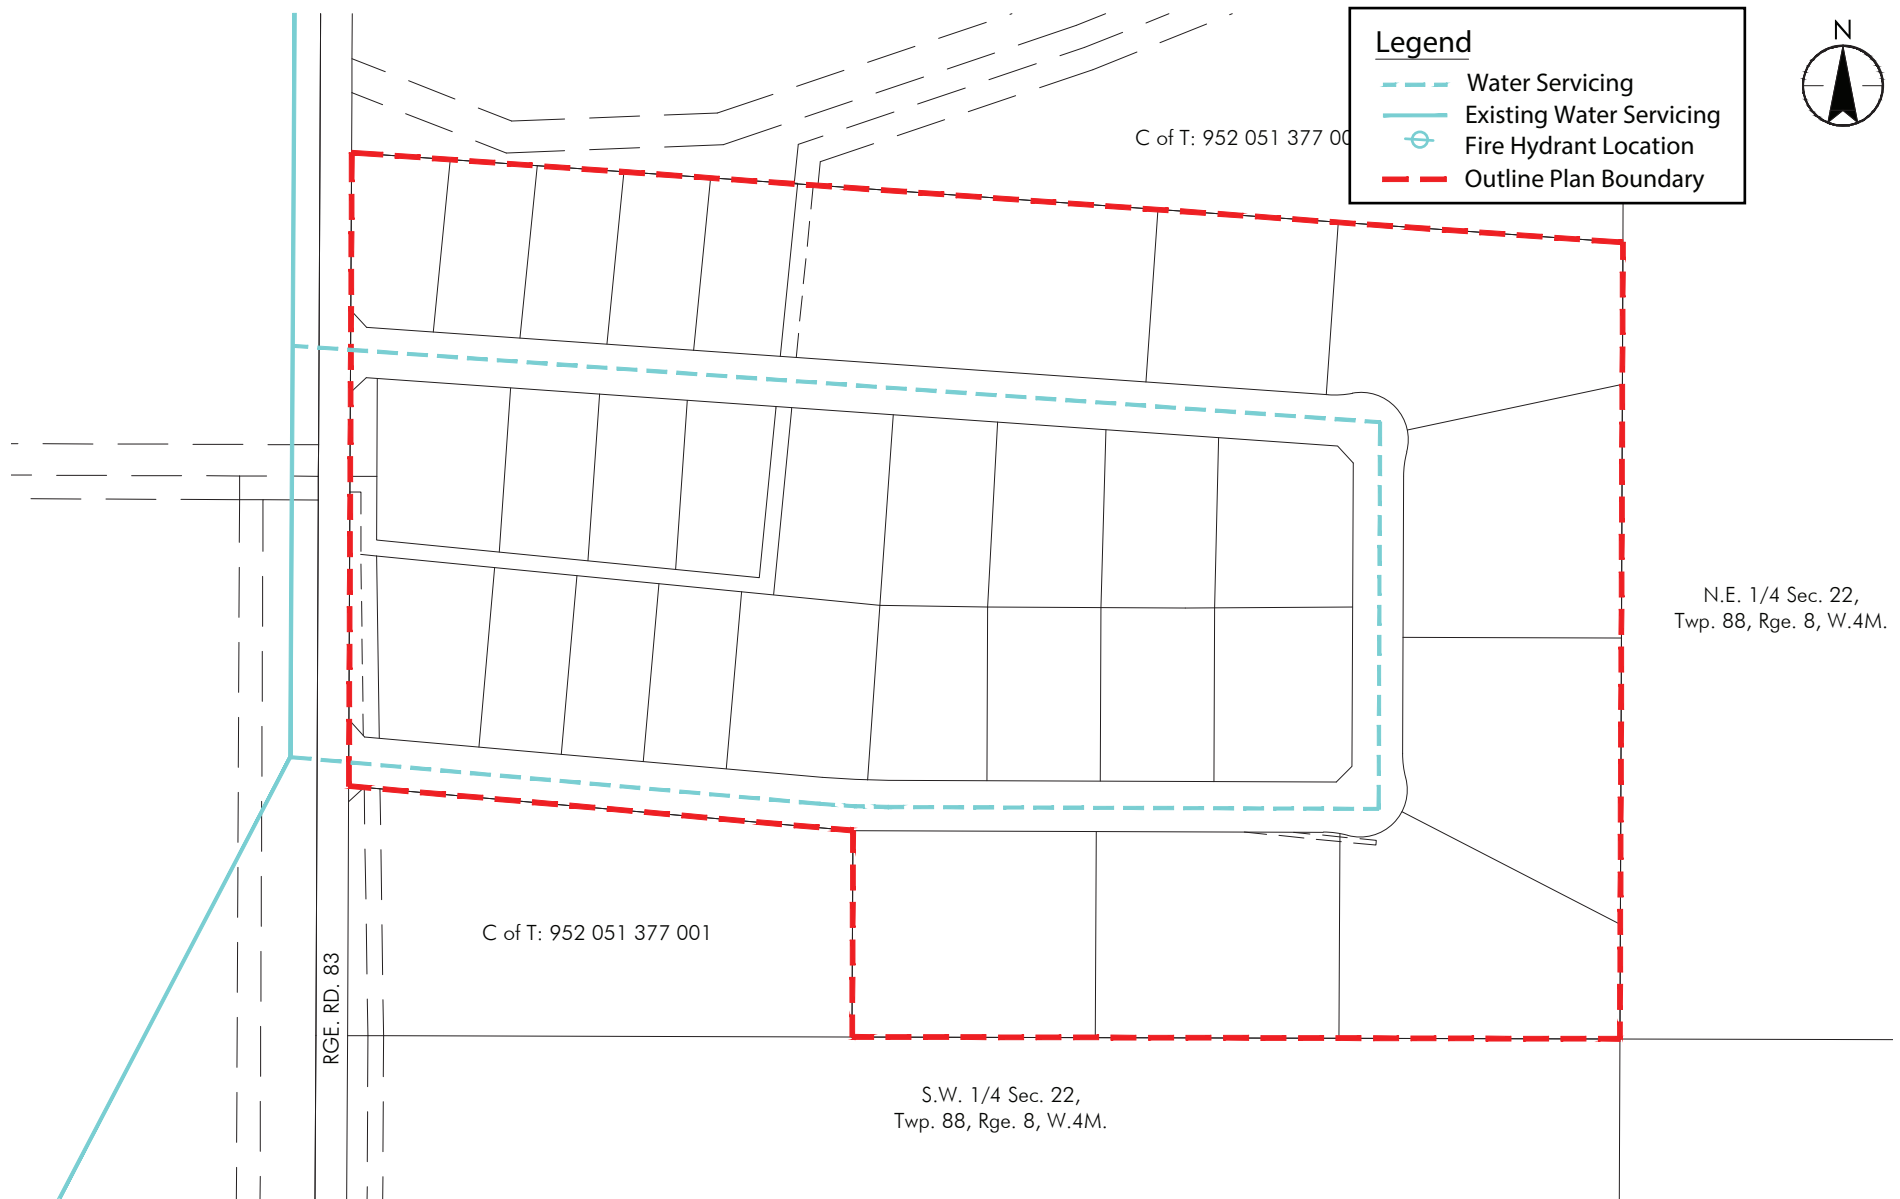 Legend
Water Servicing
Existing Water Servicing
Fire Hydrant Location
Outline Plan Boundary
N
C of T: 952 051 377 00
N.E. 1/4 Sec. 22,
Twp. 88, Rge. 8, W.4M.
C of T: 952 051 377 001
RGE. RD. 83
S.W. 1/4 Sec. 22,
Twp. 88, Rge. 8, W.4M.